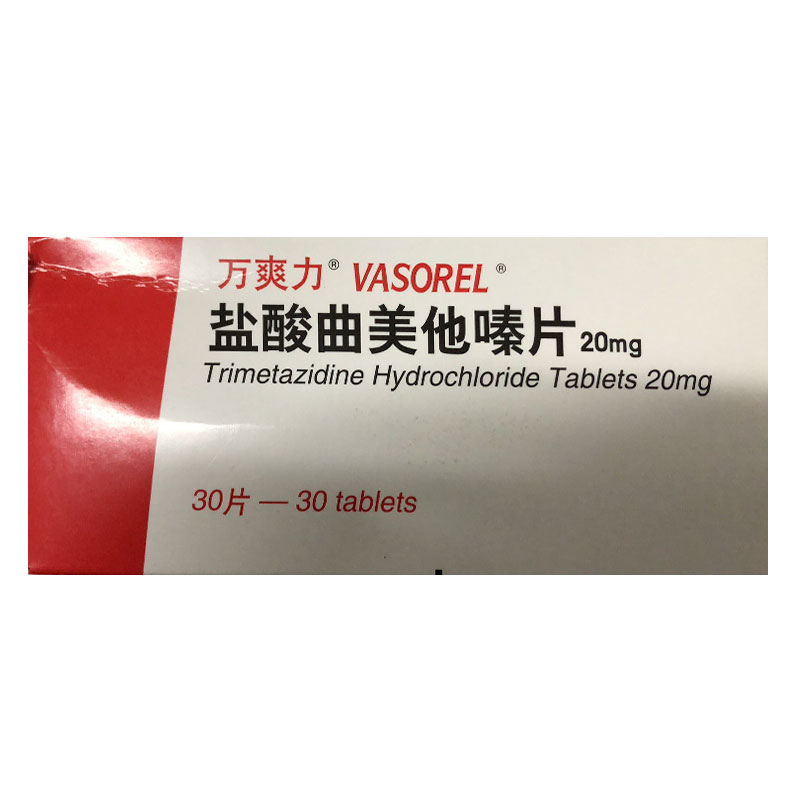 万爽力® VASOREL®
盐酸曲美他嗪片 20mg
Trimetazidine Hydrochloride Tablets 20mg
30片 — 30 tablets